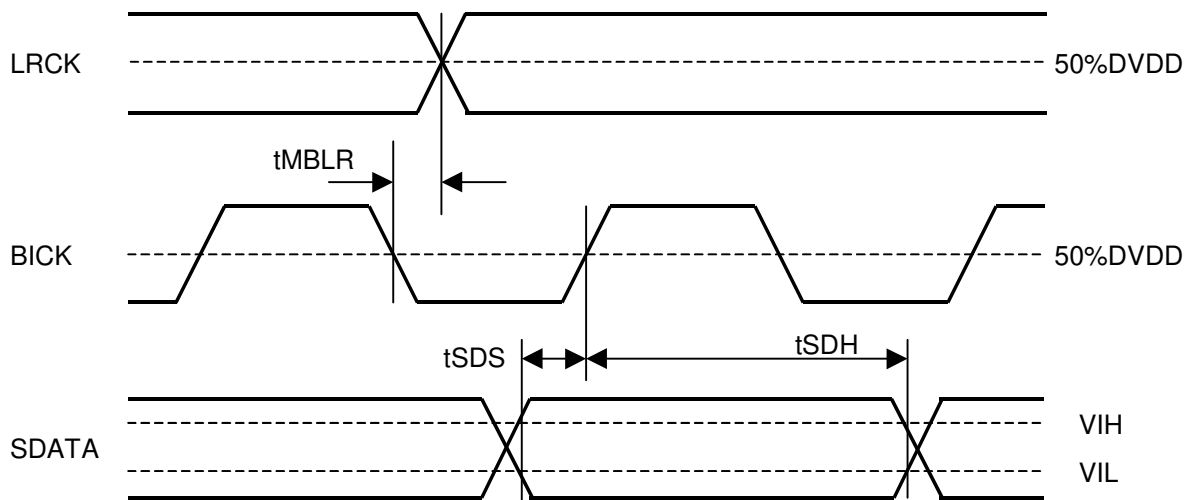 LRCK
50%DVDD
tMBLR
BICK
50%DVDD
tSDS
tSDH
SDATA
VIH
VIL